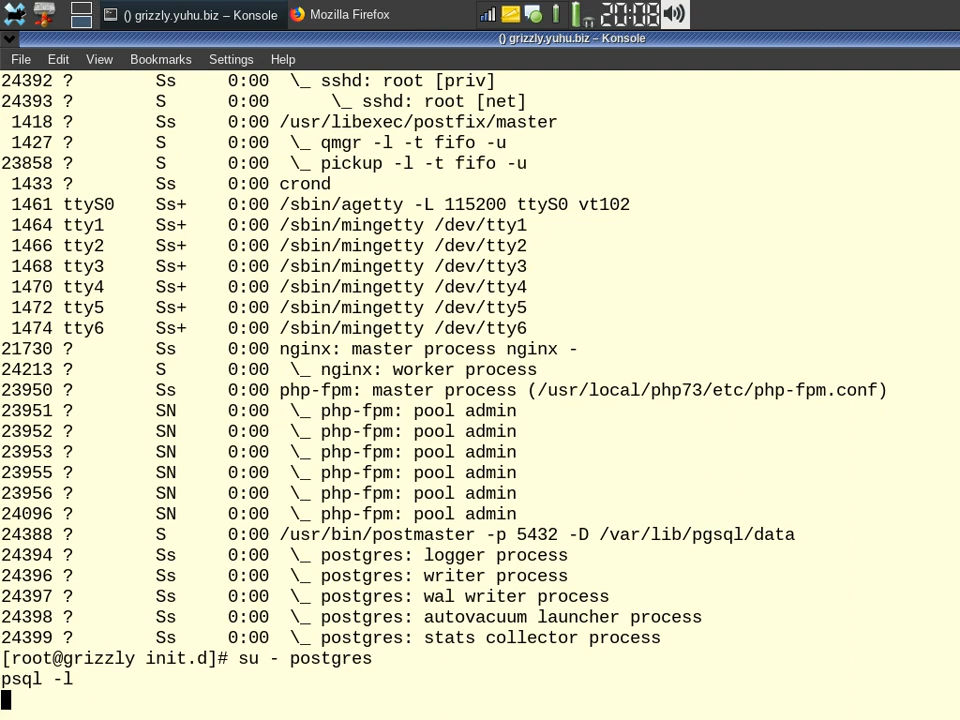 () grizzly.yuhu.biz – Konsole Mozilla Firefox 20:08
() grizzly.yuhu.biz – Konsole
File Edit View Bookmarks Settings Help
24392 ?        Ss     0:00  \_ sshd: root [priv]
24393 ?        S      0:00      \_ sshd: root [net]
 1418 ?        Ss     0:00 /usr/libexec/postfix/master
 1427 ?        S      0:00  \_ qmgr -l -t fifo -u
23858 ?        S      0:00  \_ pickup -l -t fifo -u
 1433 ?        Ss     0:00 crond
 1461 ttyS0    Ss+    0:00 /sbin/agetty -L 115200 ttyS0 vt102
 1464 tty1     Ss+    0:00 /sbin/mingetty /dev/tty1
 1466 tty2     Ss+    0:00 /sbin/mingetty /dev/tty2
 1468 tty3     Ss+    0:00 /sbin/mingetty /dev/tty3
 1470 tty4     Ss+    0:00 /sbin/mingetty /dev/tty4
 1472 tty5     Ss+    0:00 /sbin/mingetty /dev/tty5
 1474 tty6     Ss+    0:00 /sbin/mingetty /dev/tty6
21730 ?        Ss     0:00 nginx: master process nginx -
24213 ?        S      0:00  \_ nginx: worker process
23950 ?        Ss     0:00 php-fpm: master process (/usr/local/php73/etc/php-fpm.conf)
23951 ?        SN     0:00  \_ php-fpm: pool admin
23952 ?        SN     0:00  \_ php-fpm: pool admin
23953 ?        SN     0:00  \_ php-fpm: pool admin
23955 ?        SN     0:00  \_ php-fpm: pool admin
23956 ?        SN     0:00  \_ php-fpm: pool admin
24096 ?        SN     0:00  \_ php-fpm: pool admin
24388 ?        S      0:00 /usr/bin/postmaster -p 5432 -D /var/lib/pgsql/data
24394 ?        Ss     0:00  \_ postgres: logger process
24396 ?        Ss     0:00  \_ postgres: writer process
24397 ?        Ss     0:00  \_ postgres: wal writer process
24398 ?        Ss     0:00  \_ postgres: autovacuum launcher process
24399 ?        Ss     0:00  \_ postgres: stats collector process
[root@grizzly init.d]# su - postgres
psql -l